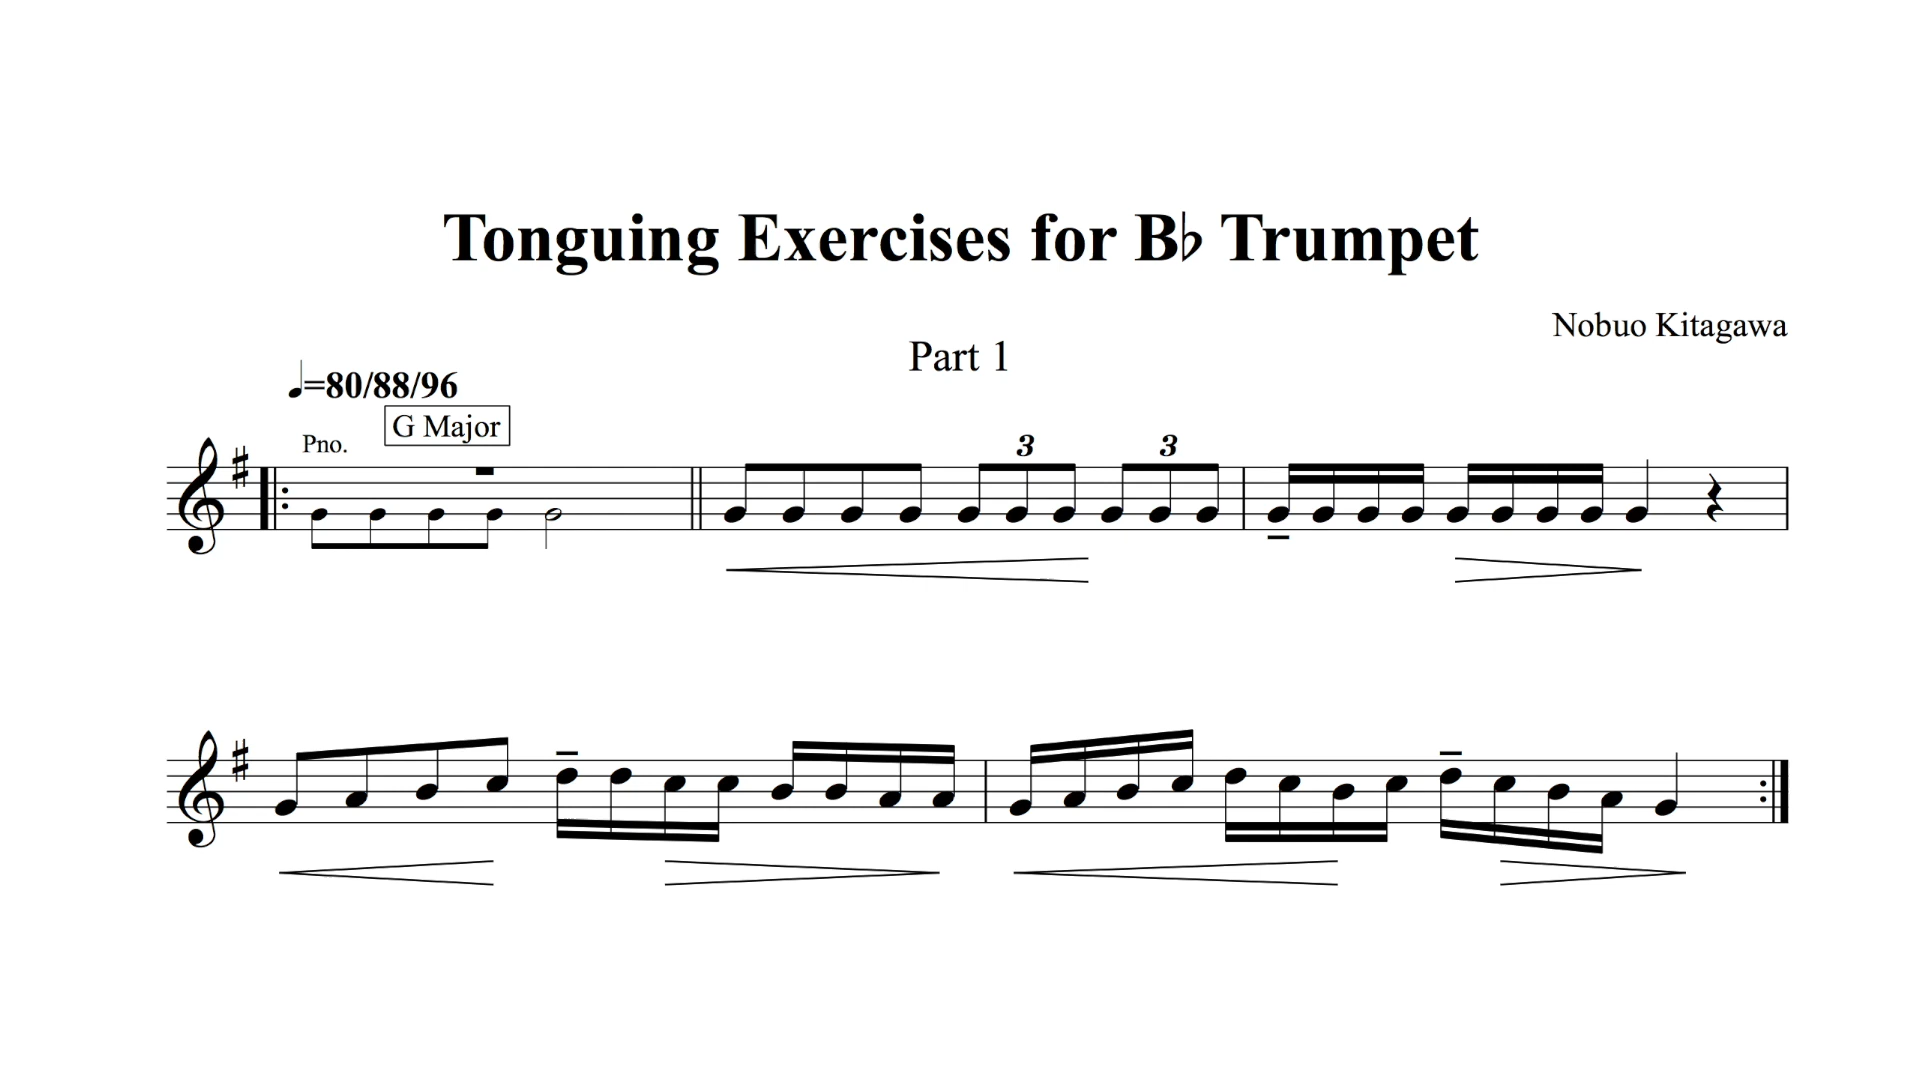 Tonguing Exercises for B♭ Trumpet
Nobuo Kitagawa
Part 1
♩=80/88/96
G Major
Pno.
3 3